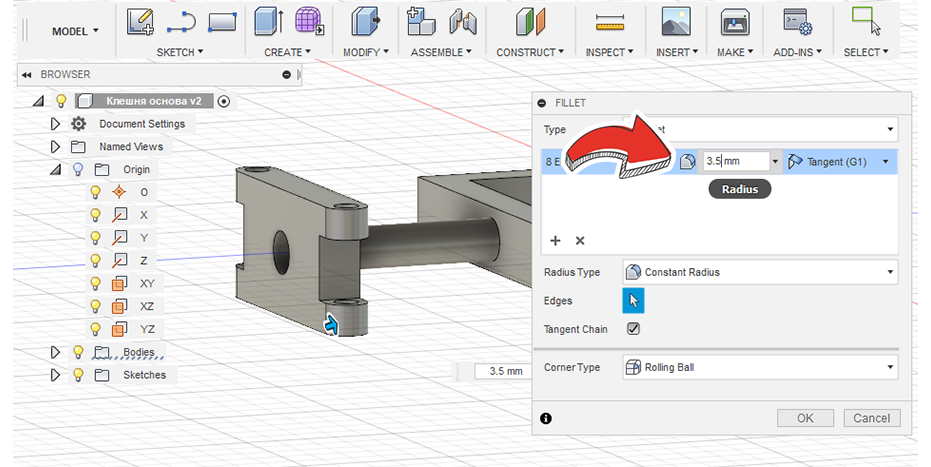 MODEL
SKETCH
CREATE
MODIFY
ASSEMBLE
CONSTRUCT
INSPECT
INSERT
MAKE
ADD-INS
SELECT
BROWSER
Клешня основа v2
Document Settings
Named Views
Origin
O
X
Y
Z
XY
XZ
YZ
Bodies
Sketches
3.5 mm
FILLET
Type
8 E
3.5 mm
Tangent (G1)
Radius
Radius Type
Constant Radius
Edges
Tangent Chain
Corner Type
Rolling Ball
OK
Cancel